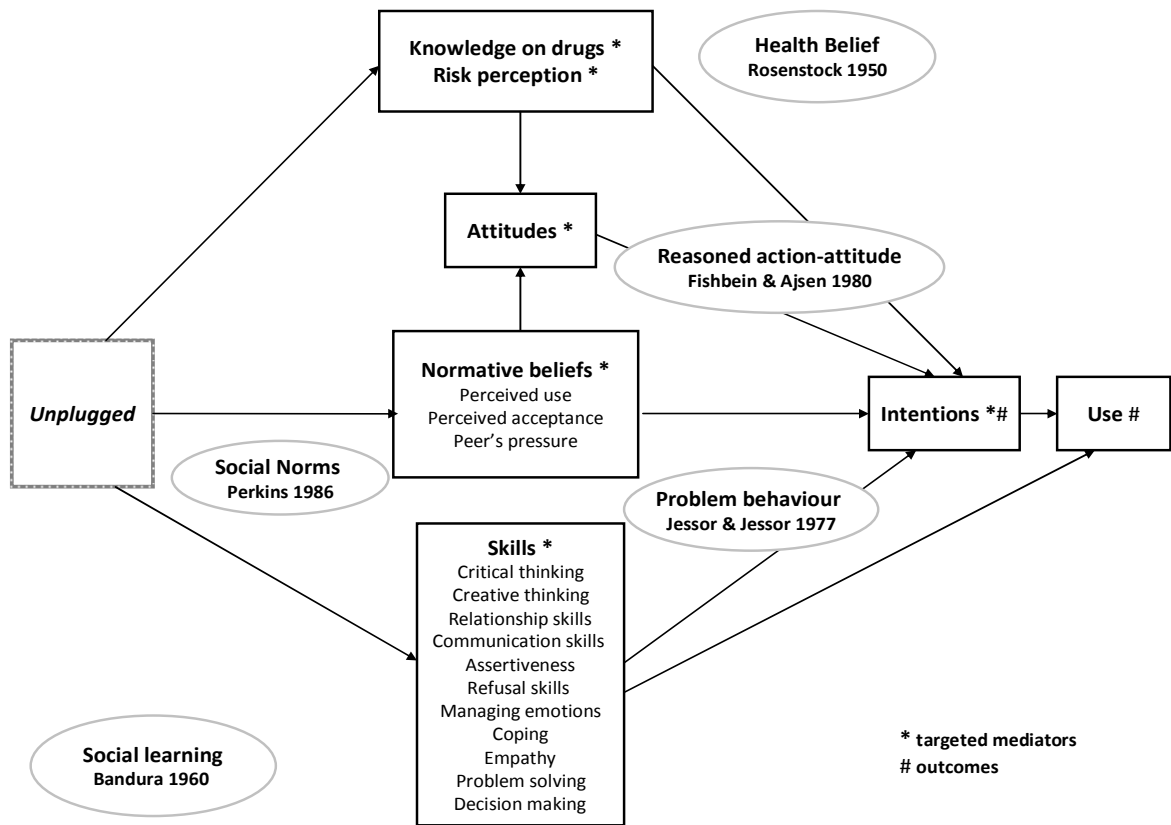 Knowledge on drugs *
Risk perception *
Health Belief
Rosenstock 1950
Attitudes *
Reasoned action-attitude
Fishbein & Ajsen 1980
Unplugged
Normative beliefs *
Perceived use
Perceived acceptance
Peer's pressure
Intentions *#
Use #
Social Norms
Perkins 1986
Problem behaviour
Jessor & Jessor 1977
Skills *
Critical thinking
Creative thinking
Relationship skills
Communication skills
Assertiveness
Refusal skills
Managing emotions
Coping
Empathy
Problem solving
Decision making
Social learning
Bandura 1960
* targeted mediators
# outcomes